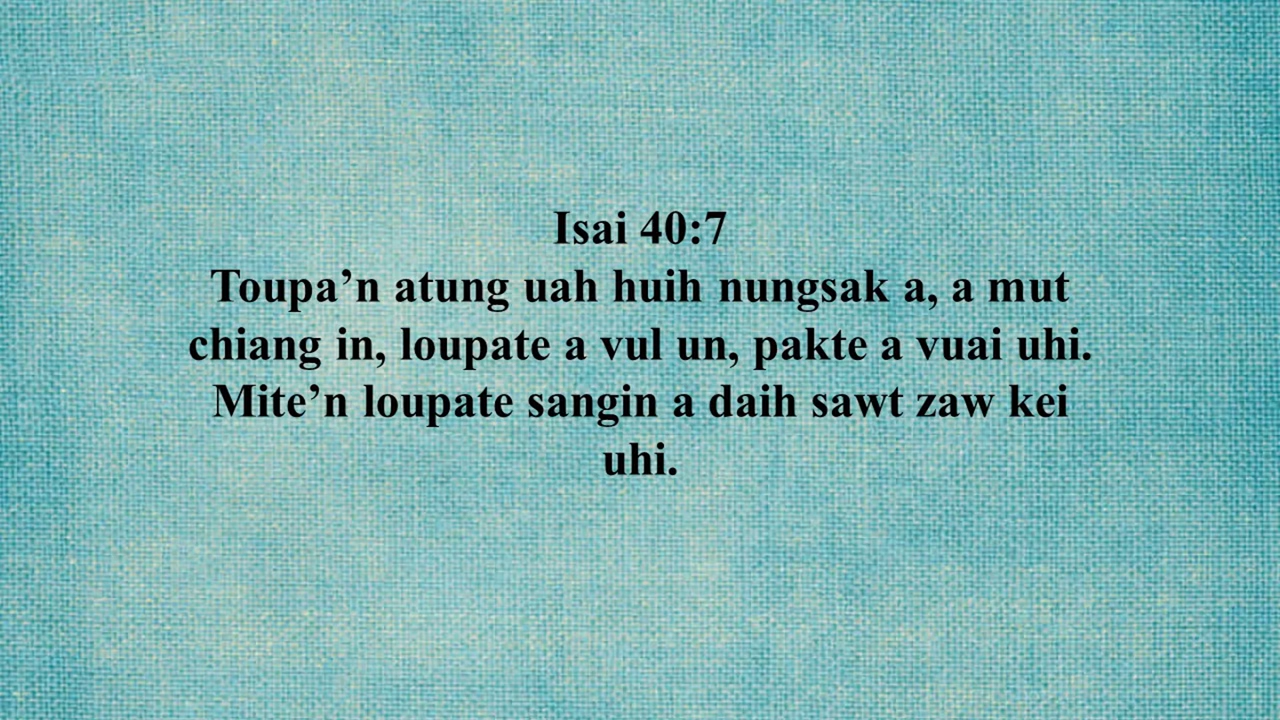 Isai 40:7
Toupa’n atung uah huih nungsak a, a mut
chiang in, loupate a vul un, pakte a vuai uhi.
Mite’n loupate sangin a daih sawt zaw kei
uhi.